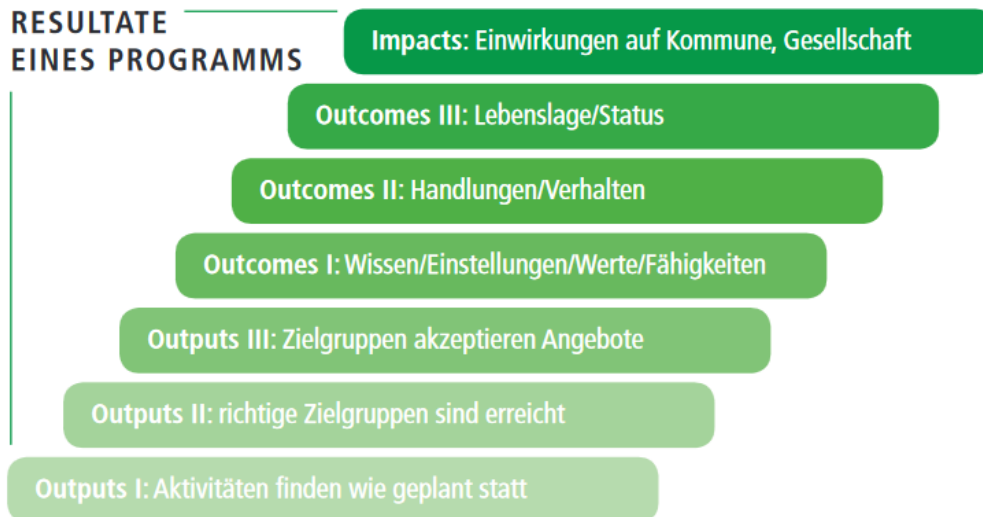 RESULTATE
EINES PROGRAMMS
Impacts: Einwirkungen auf Kommune, Gesellschaft
Outcomes III: Lebenslage/Status
Outcomes II: Handlungen/Verhalten
Outcomes I: Wissen/Einstellungen/Werte/Fähigkeiten
Outputs III: Zielgruppen akzeptieren Angebote
Outputs II: richtige Zielgruppen sind erreicht
Outputs I: Aktivitäten finden wie geplant statt